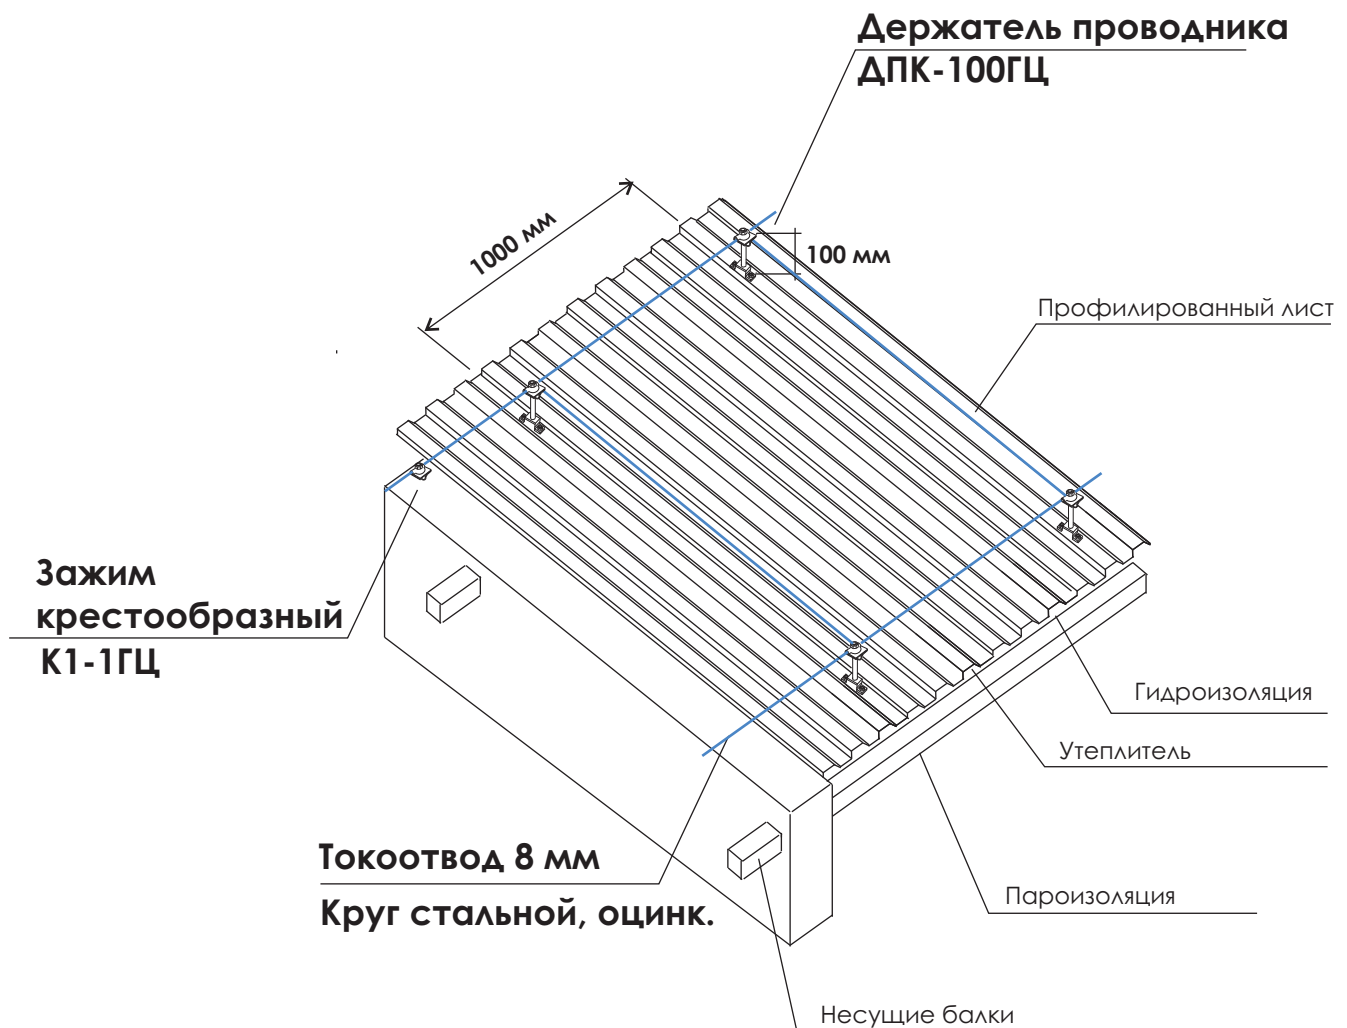 Держатель проводника
ДПК-100ГЦ
1000 мм
100 мм
Профилированный лист
Зажим
крестообразный
К1-1ГЦ
Гидроизоляция
Утеплитель
Токоотвод 8 мм
Круг стальной, оцинк.
Пароизоляция
Несущие балки